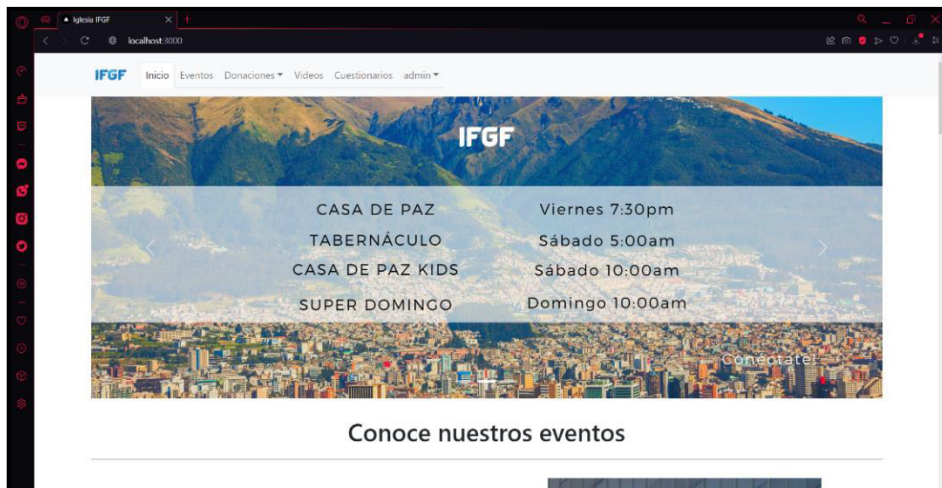 Iglesia IFGF
localhost:3000
IFGF Inicio Eventos Donaciones Videos Cuestionarios admin
IFGF
CASA DE PAZ Viernes 7:30pm
TABERNÁCULO Sábado 5:00am
CASA DE PAZ KIDS Sábado 10:00am
SUPER DOMINGO Domingo 10:00am
Conéctate!
Conoce nuestros eventos